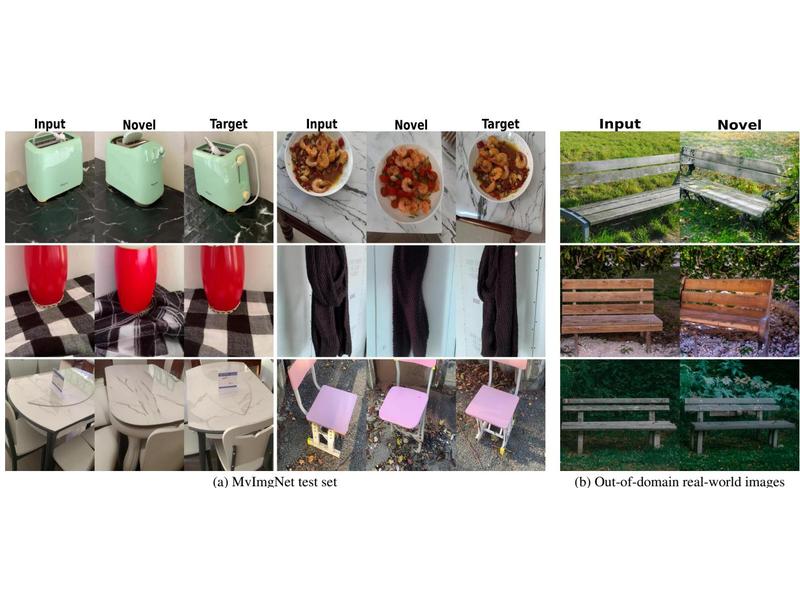 Input Novel Target Input Novel Target Input Novel
(a) MvImgNet test set (b) Out-of-domain real-world images